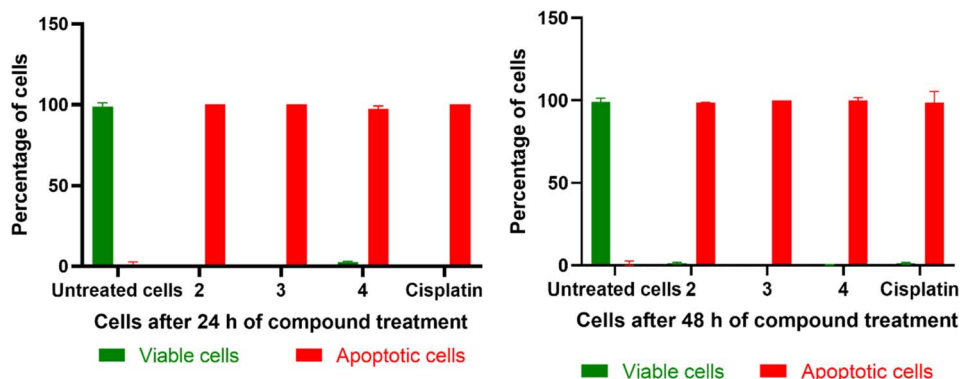 Percentage of cells
150
100
50
0
Untreated cells 2 3 4 Cisplatin
Cells after 24 h of compound treatment
Viable cells Apoptotic cells
Percentage of cells
150
100
50
0
Untreated cells 2 3 4 Cisplatin
Cells after 48 h of compound treatment
Viable cells Apoptotic cells